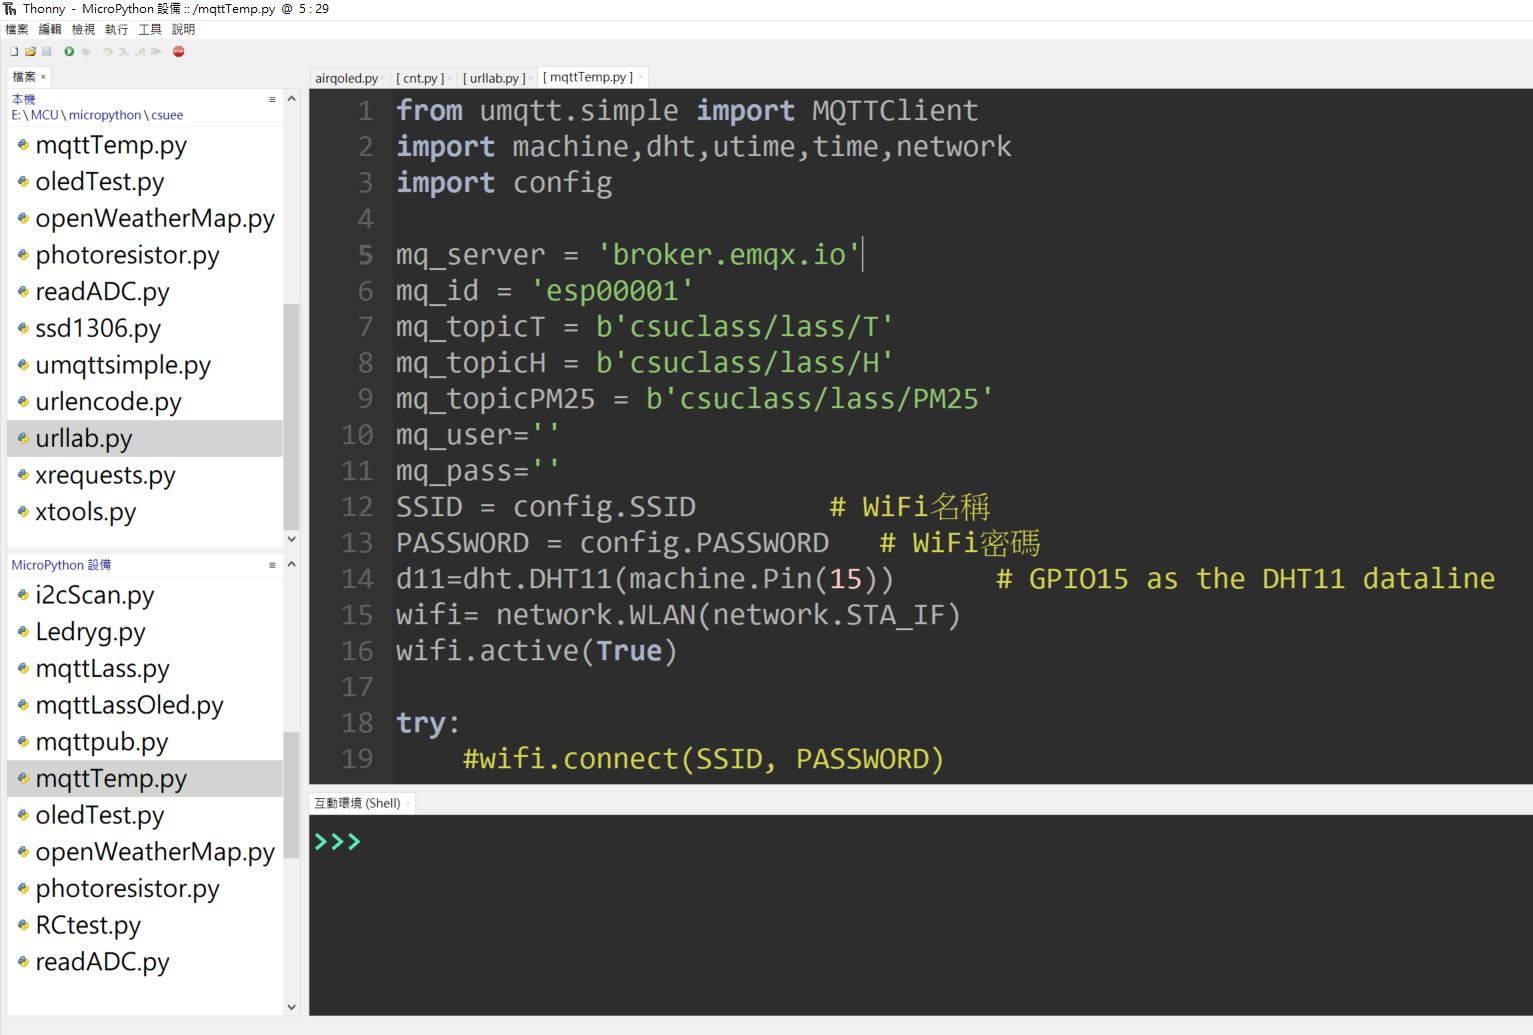 Thonny - MicroPython 設備 :: /mqttTemp.py @ 5 : 29
檔案 編輯 檢視 執行 工具 說明
檔案 ×
本機
E: \ MCU \ micropython \ csuee
mqttTemp.py
oledTest.py
openWeatherMap.py
photoresistor.py
readADC.py
ssd1306.py
umqttsimple.py
urlencode.py
urllab.py
xrequests.py
xtools.py
MicroPython 設備
i2cScan.py
Ledryg.py
mqttLass.py
mqttLassOled.py
mqttpub.py
mqttTemp.py
oledTest.py
openWeatherMap.py
photoresistor.py
RCtest.py
readADC.py
airqoled.py × [ cnt.py ] × [ urllab.py ] × [ mqttTemp.py ] ×
1 from umqtt.simple import MQTTClient
2 import machine,dht,utime,time,network
3 import config
4
5 mq_server = 'broker.emqx.io'
6 mq_id = 'esp00001'
7 mq_topicT = b'csuclass/lass/T'
8 mq_topicH = b'csuclass/lass/H'
9 mq_topicPM25 = b'csuclass/lass/PM25'
10 mq_user=''
11 mq_pass=''
12 SSID = config.SSID        # WiFi名稱
13 PASSWORD = config.PASSWORD   # WiFi密碼
14 d11=dht.DHT11(machine.Pin(15))      # GPIO15 as the DHT11 dataline
15 wifi= network.WLAN(network.STA_IF)
16 wifi.active(True)
17
18 try:
19     #wifi.connect(SSID, PASSWORD)
互動環境 (Shell) ×
>>>